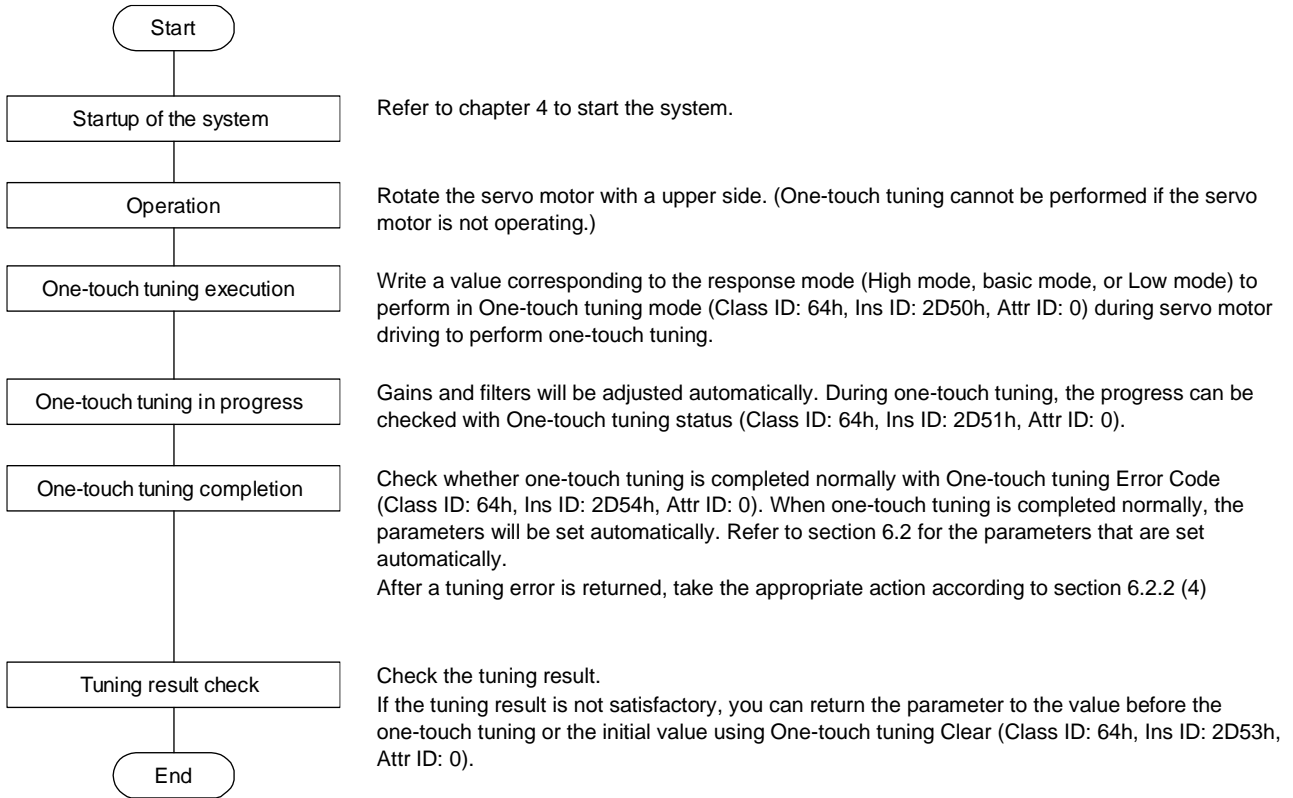 Start
Startup of the system
Refer to chapter 4 to start the system.
Operation
Rotate the servo motor with a upper side. (One-touch tuning cannot be performed if the servo
motor is not operating.)
One-touch tuning execution
Write a value corresponding to the response mode (High mode, basic mode, or Low mode) to
perform in One-touch tuning mode (Class ID: 64h, Ins ID: 2D50h, Attr ID: 0) during servo motor
driving to perform one-touch tuning.
One-touch tuning in progress
Gains and filters will be adjusted automatically. During one-touch tuning, the progress can be
checked with One-touch tuning status (Class ID: 64h, Ins ID: 2D51h, Attr ID: 0).
One-touch tuning completion
Check whether one-touch tuning is completed normally with One-touch tuning Error Code
(Class ID: 64h, Ins ID: 2D54h, Attr ID: 0). When one-touch tuning is completed normally, the
parameters will be set automatically. Refer to section 6.2 for the parameters that are set
automatically.
After a tuning error is returned, take the appropriate action according to section 6.2.2 (4)
Tuning result check
Check the tuning result.
If the tuning result is not satisfactory, you can return the parameter to the value before the
one-touch tuning or the initial value using One-touch tuning Clear (Class ID: 64h, Ins ID: 2D53h,
Attr ID: 0).
End